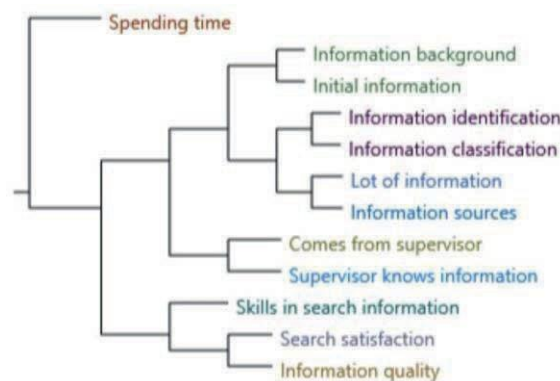 Spending time
Information background
Initial information
Information identification
Information classification
Lot of information
Information sources
Comes from supervisor
Supervisor knows information
Skills in search information
Search satisfaction
Information quality